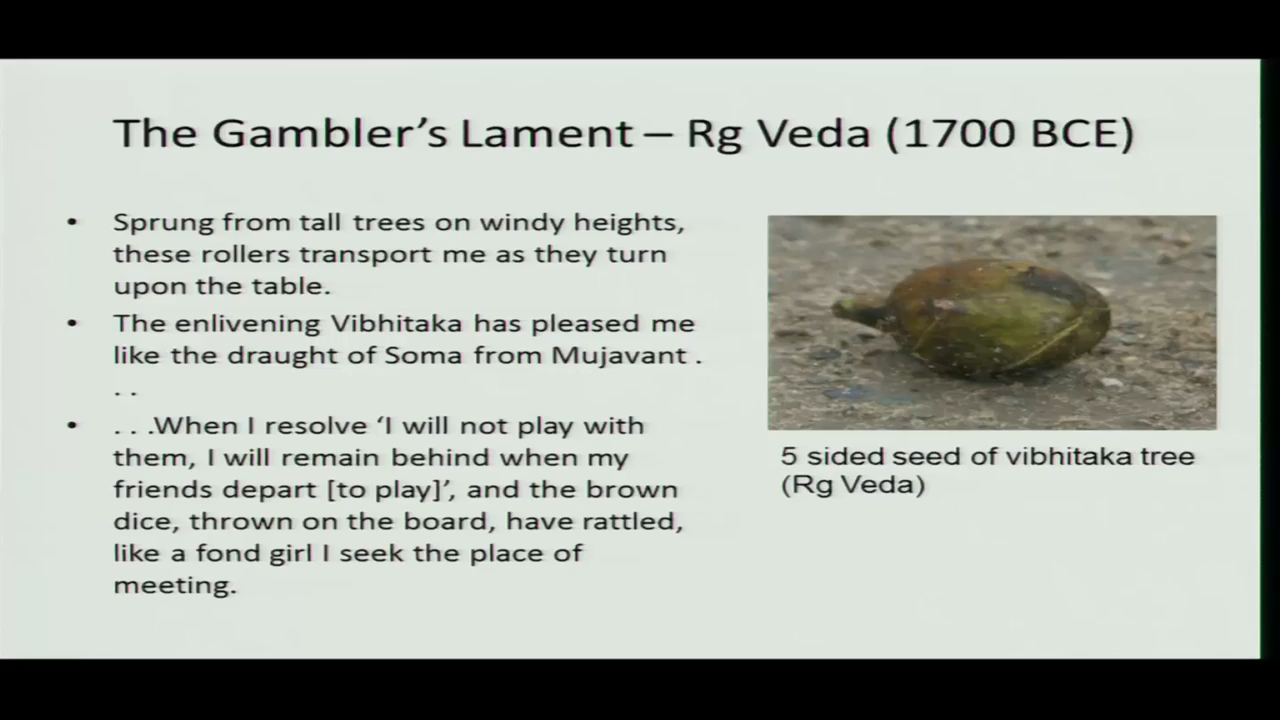 The Gambler's Lament – Rg Veda (1700 BCE)
• Sprung from tall trees on windy heights,
these rollers transport me as they turn
upon the table.
• The enlivening Vibhitaka has pleased me
like the draught of Soma from Mujavant .
. .
• . . .When I resolve 'I will not play with
them, I will remain behind when my
friends depart [to play]', and the brown
dice, thrown on the board, have rattled,
like a fond girl I seek the place of
meeting.
5 sided seed of vibhitaka tree
(Rg Veda)